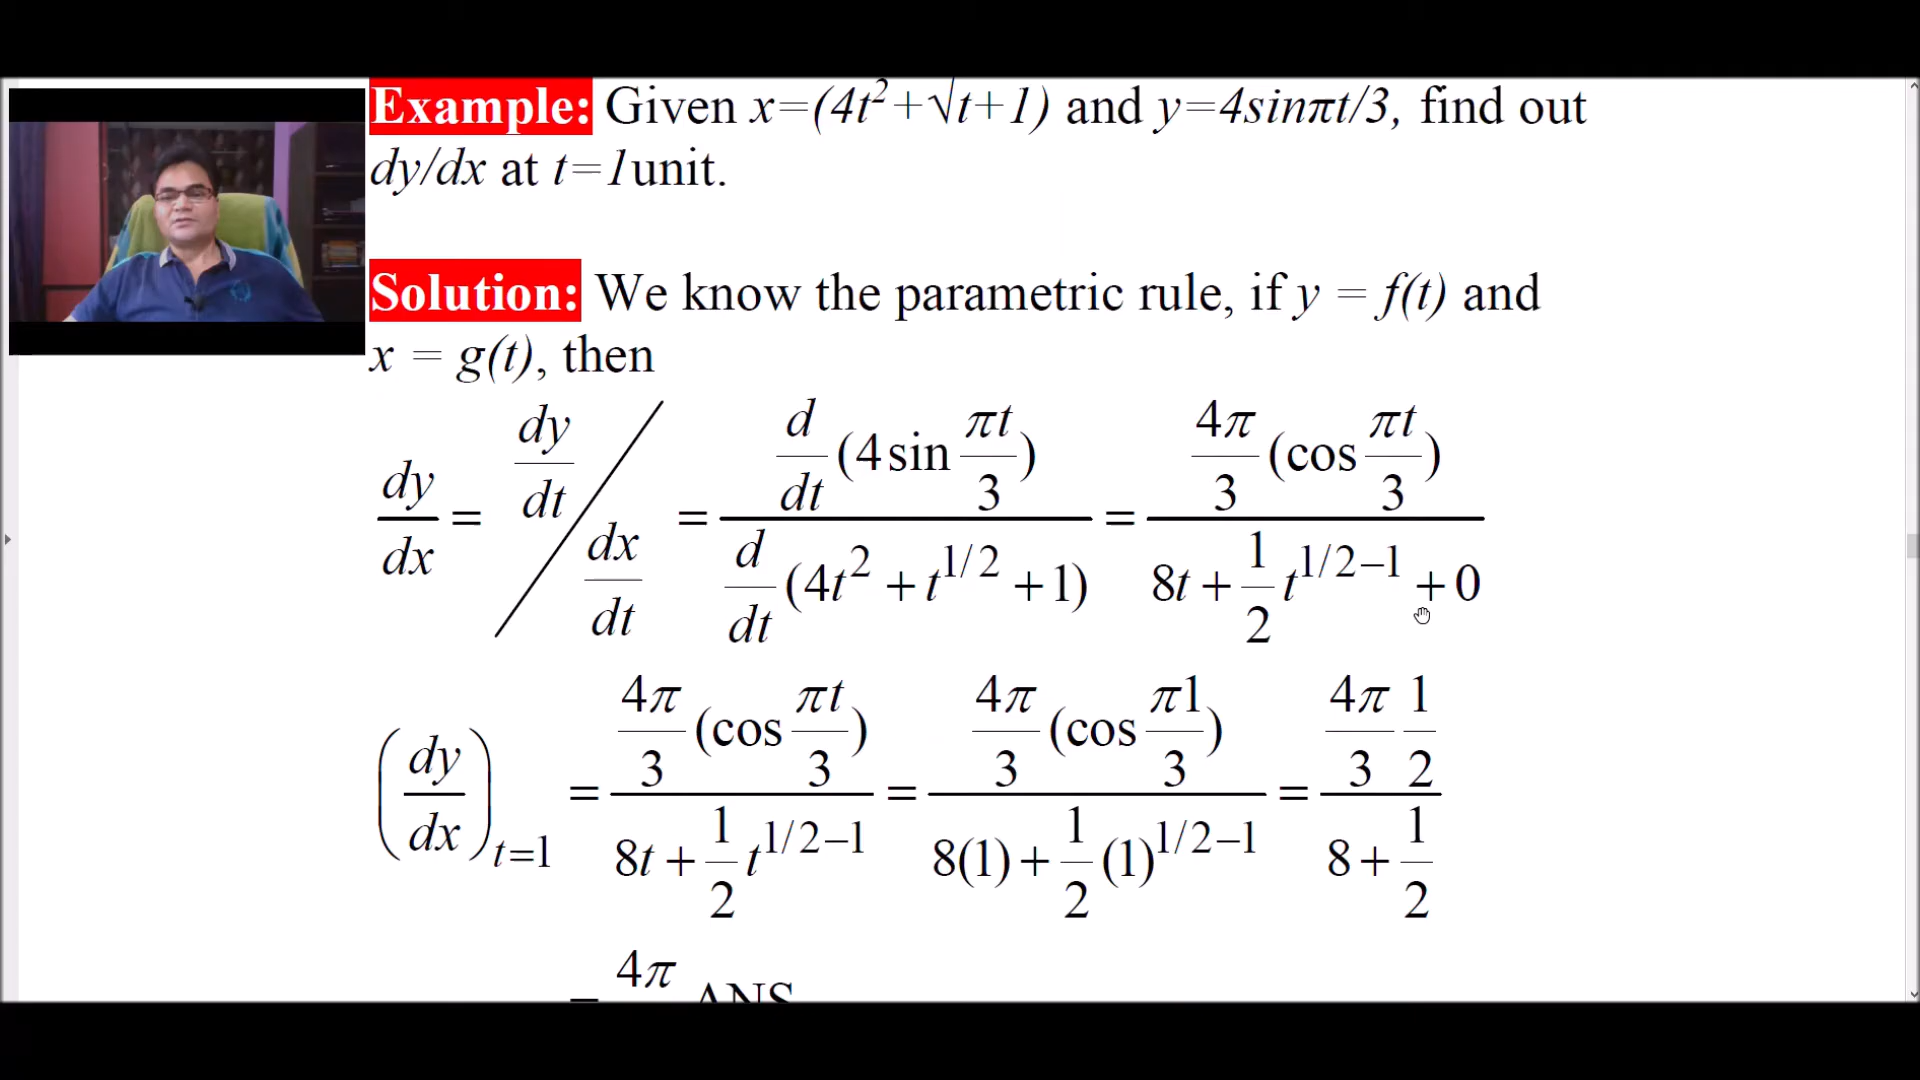 Example: Given x=(4t²+√t+1) and y=4sinπt/3, find out
dy/dx at t=1unit.
Solution: We know the parametric rule, if y = f(t) and
x = g(t), then
dy/dx = dy/dt / dx/dt = d/dt (4sin πt/3) / d/dt (4t² + t^1/2 + 1) = 4π/3 (cos πt/3) / 8t + 1/2 t^1/2–1 + 0
(dy/dx)t=1 = 4π/3 (cos πt/3) / 8t + 1/2 t^1/2–1 = 4π/3 (cos π1/3) / 8(1) + 1/2 (1)^1/2–1 = 4π/3 1/2 / 8 + 1/2
= 4π ANS